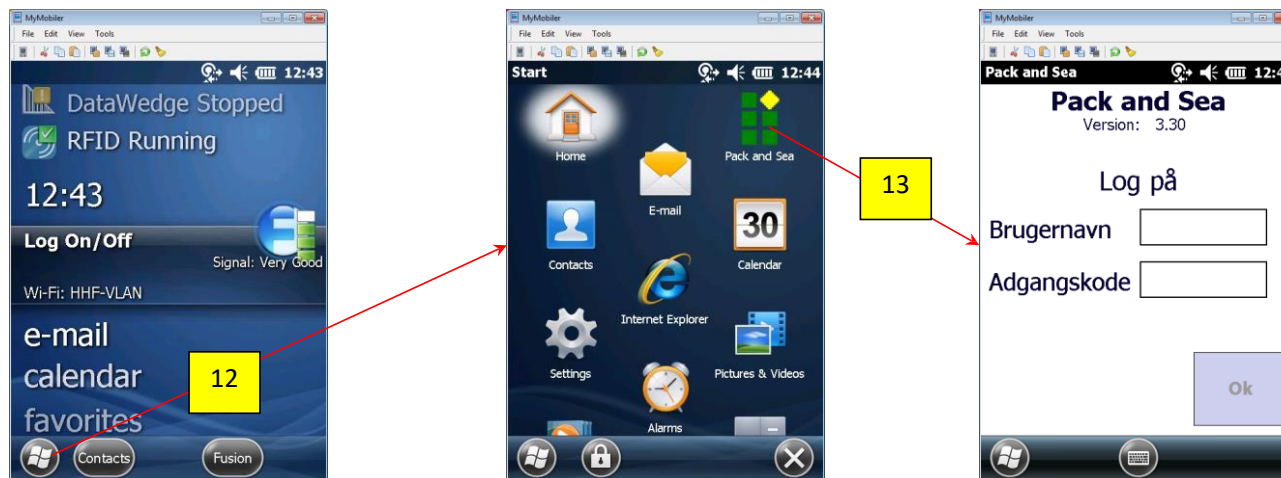 MyMobiler
File Edit View Tools
12:43
DataWedge Stopped
RFID Running
12:43
Log On/Off
Signal: Very Good
Wi-Fi: HHF-VLAN
e-mail
calendar
favorites
Contacts
Fusion
12
MyMobiler
File Edit View Tools
Start
12:44
Home
Pack and Sea
E-mail
30
Contacts
Calendar
Internet Explorer
Settings
Pictures & Videos
Alarms
13
MyMobiler
File Edit View Tools
Pack and Sea
Pack and Sea
Version: 3.30
Log på
Brugernavn
Adgangskode
Ok